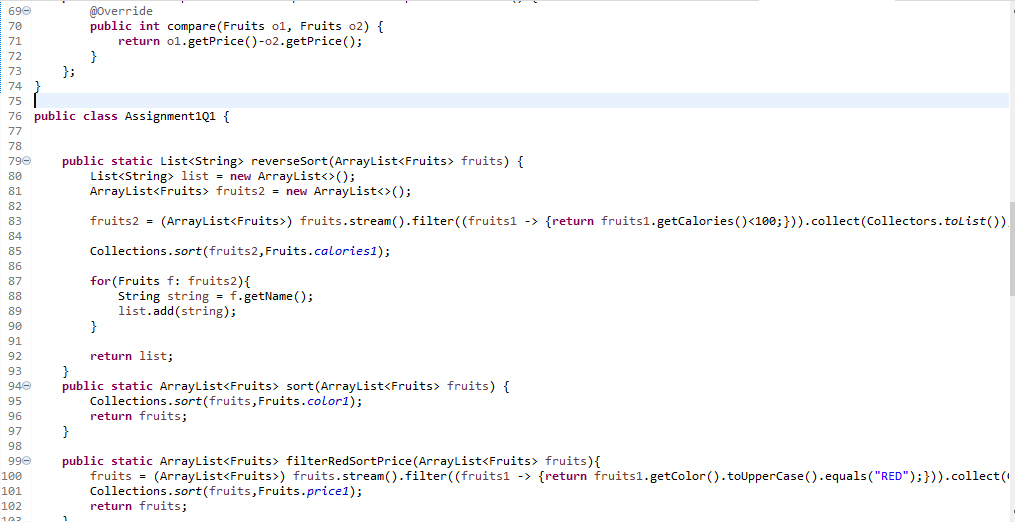 69 @Override
70 public int compare(Fruits o1, Fruits o2) {
71 return o1.getPrice()-o2.getPrice();
72 }
73 };
74 }
75
76 public class Assignment1Q1 {
77
78
79 public static List<String> reverseSort(ArrayList<Fruits> fruits) {
80 List<String> list = new ArrayList<>();
81 ArrayList<Fruits> fruits2 = new ArrayList<>();
82
83 fruits2 = (ArrayList<Fruits>) fruits.stream().filter((fruits1 -> {return fruits1.getCalories()<100;})).collect(Collectors.toList());
84
85 Collections.sort(fruits2,Fruits.calories1);
86
87 for(Fruits f: fruits2){
88 String string = f.getName();
89 list.add(string);
90 }
91
92 return list;
93 }
94 public static ArrayList<Fruits> sort(ArrayList<Fruits> fruits) {
95 Collections.sort(fruits,Fruits.color1);
96 return fruits;
97 }
98
99 public static ArrayList<Fruits> filterRedSortPrice(ArrayList<Fruits> fruits){
100 fruits = (ArrayList<Fruits>) fruits.stream().filter((fruits1 -> {return fruits1.getColor().toUpperCase().equals("RED");})).collect(
101 Collections.sort(fruits,Fruits.price1);
102 return fruits;
103 }